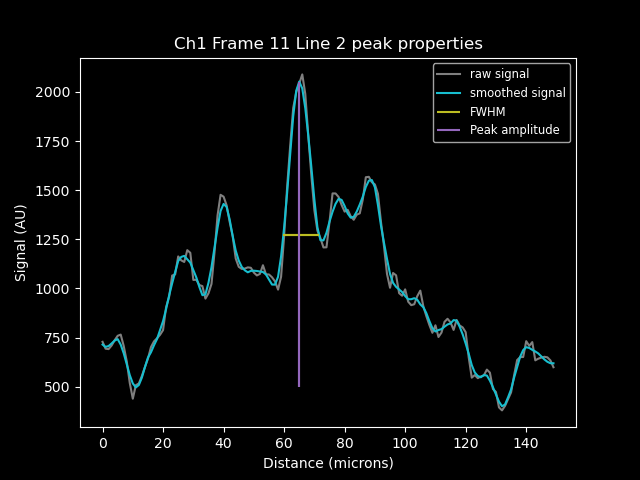 Ch1 Frame 11 Line 2 peak properties
raw signal
smoothed signal
FWHM
Peak amplitude
Signal (AU)
2000
1750
1500
1250
1000
750
500
0 20 40 60 80 100 120 140
Distance (microns)